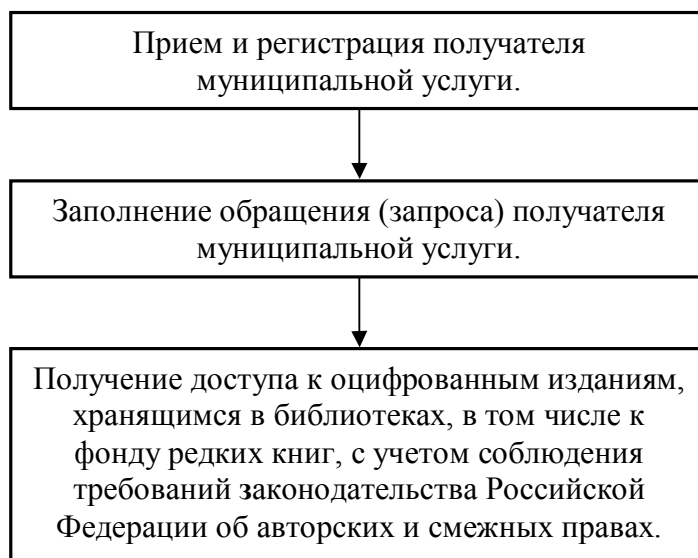 Прием и регистрация получателя
муниципальной услуги.
Заполнение обращения (запроса) получателя
муниципальной услуги.
Получение доступа к оцифрованным изданиям,
хранящимся в библиотеках, в том числе к
фонду редких книг, с учетом соблюдения
требований законодательства Российской
Федерации об авторских и смежных правах.